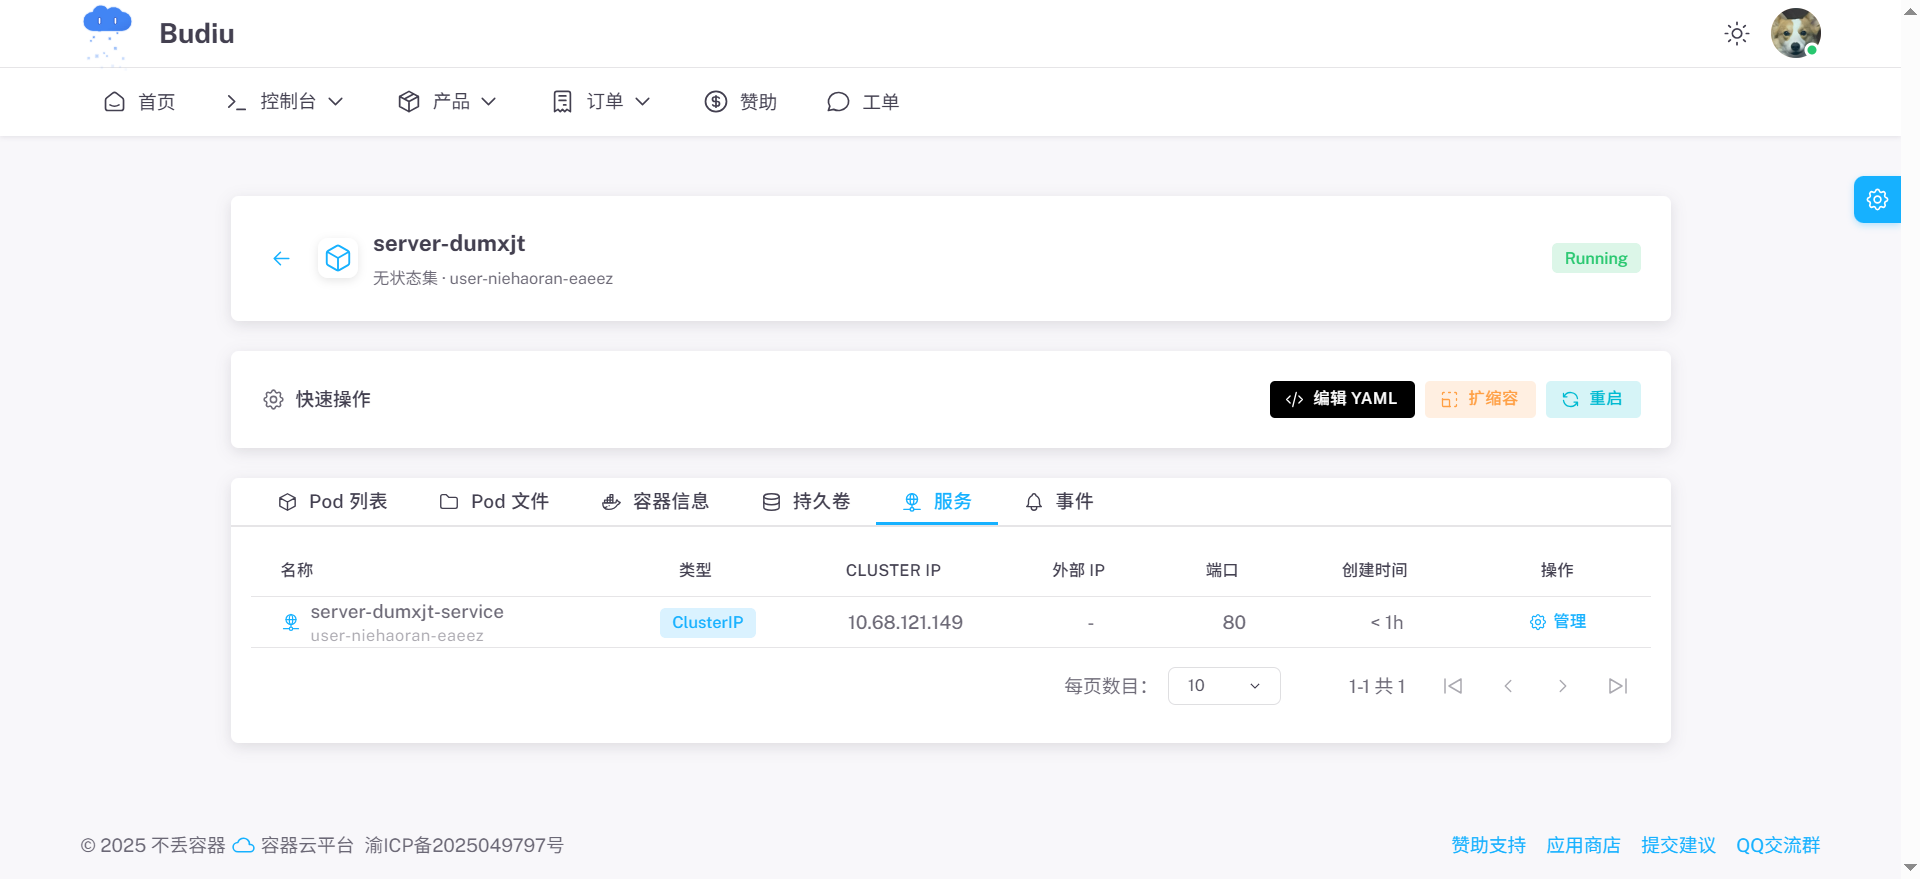 Budiu
首页 控制台 产品 订单 赞助 工单
server-dumxjt
无状态集 · user-niehaoran-eaeez
Running
快速操作
</> 编辑 YAML 扩缩容 重启
Pod 列表 Pod 文件 容器信息 持久卷 服务 事件
名称 类型 CLUSTER IP 外部 IP 端口 创建时间 操作
server-dumxjt-service ClusterIP 10.68.121.149 - 80 < 1h 管理
user-niehaoran-eaeez
每页数目： 10 1-1 共 1
© 2025 不丢容器 容器云平台 渝ICP备2025049797号 赞助支持 应用商店 提交建议 QQ交流群